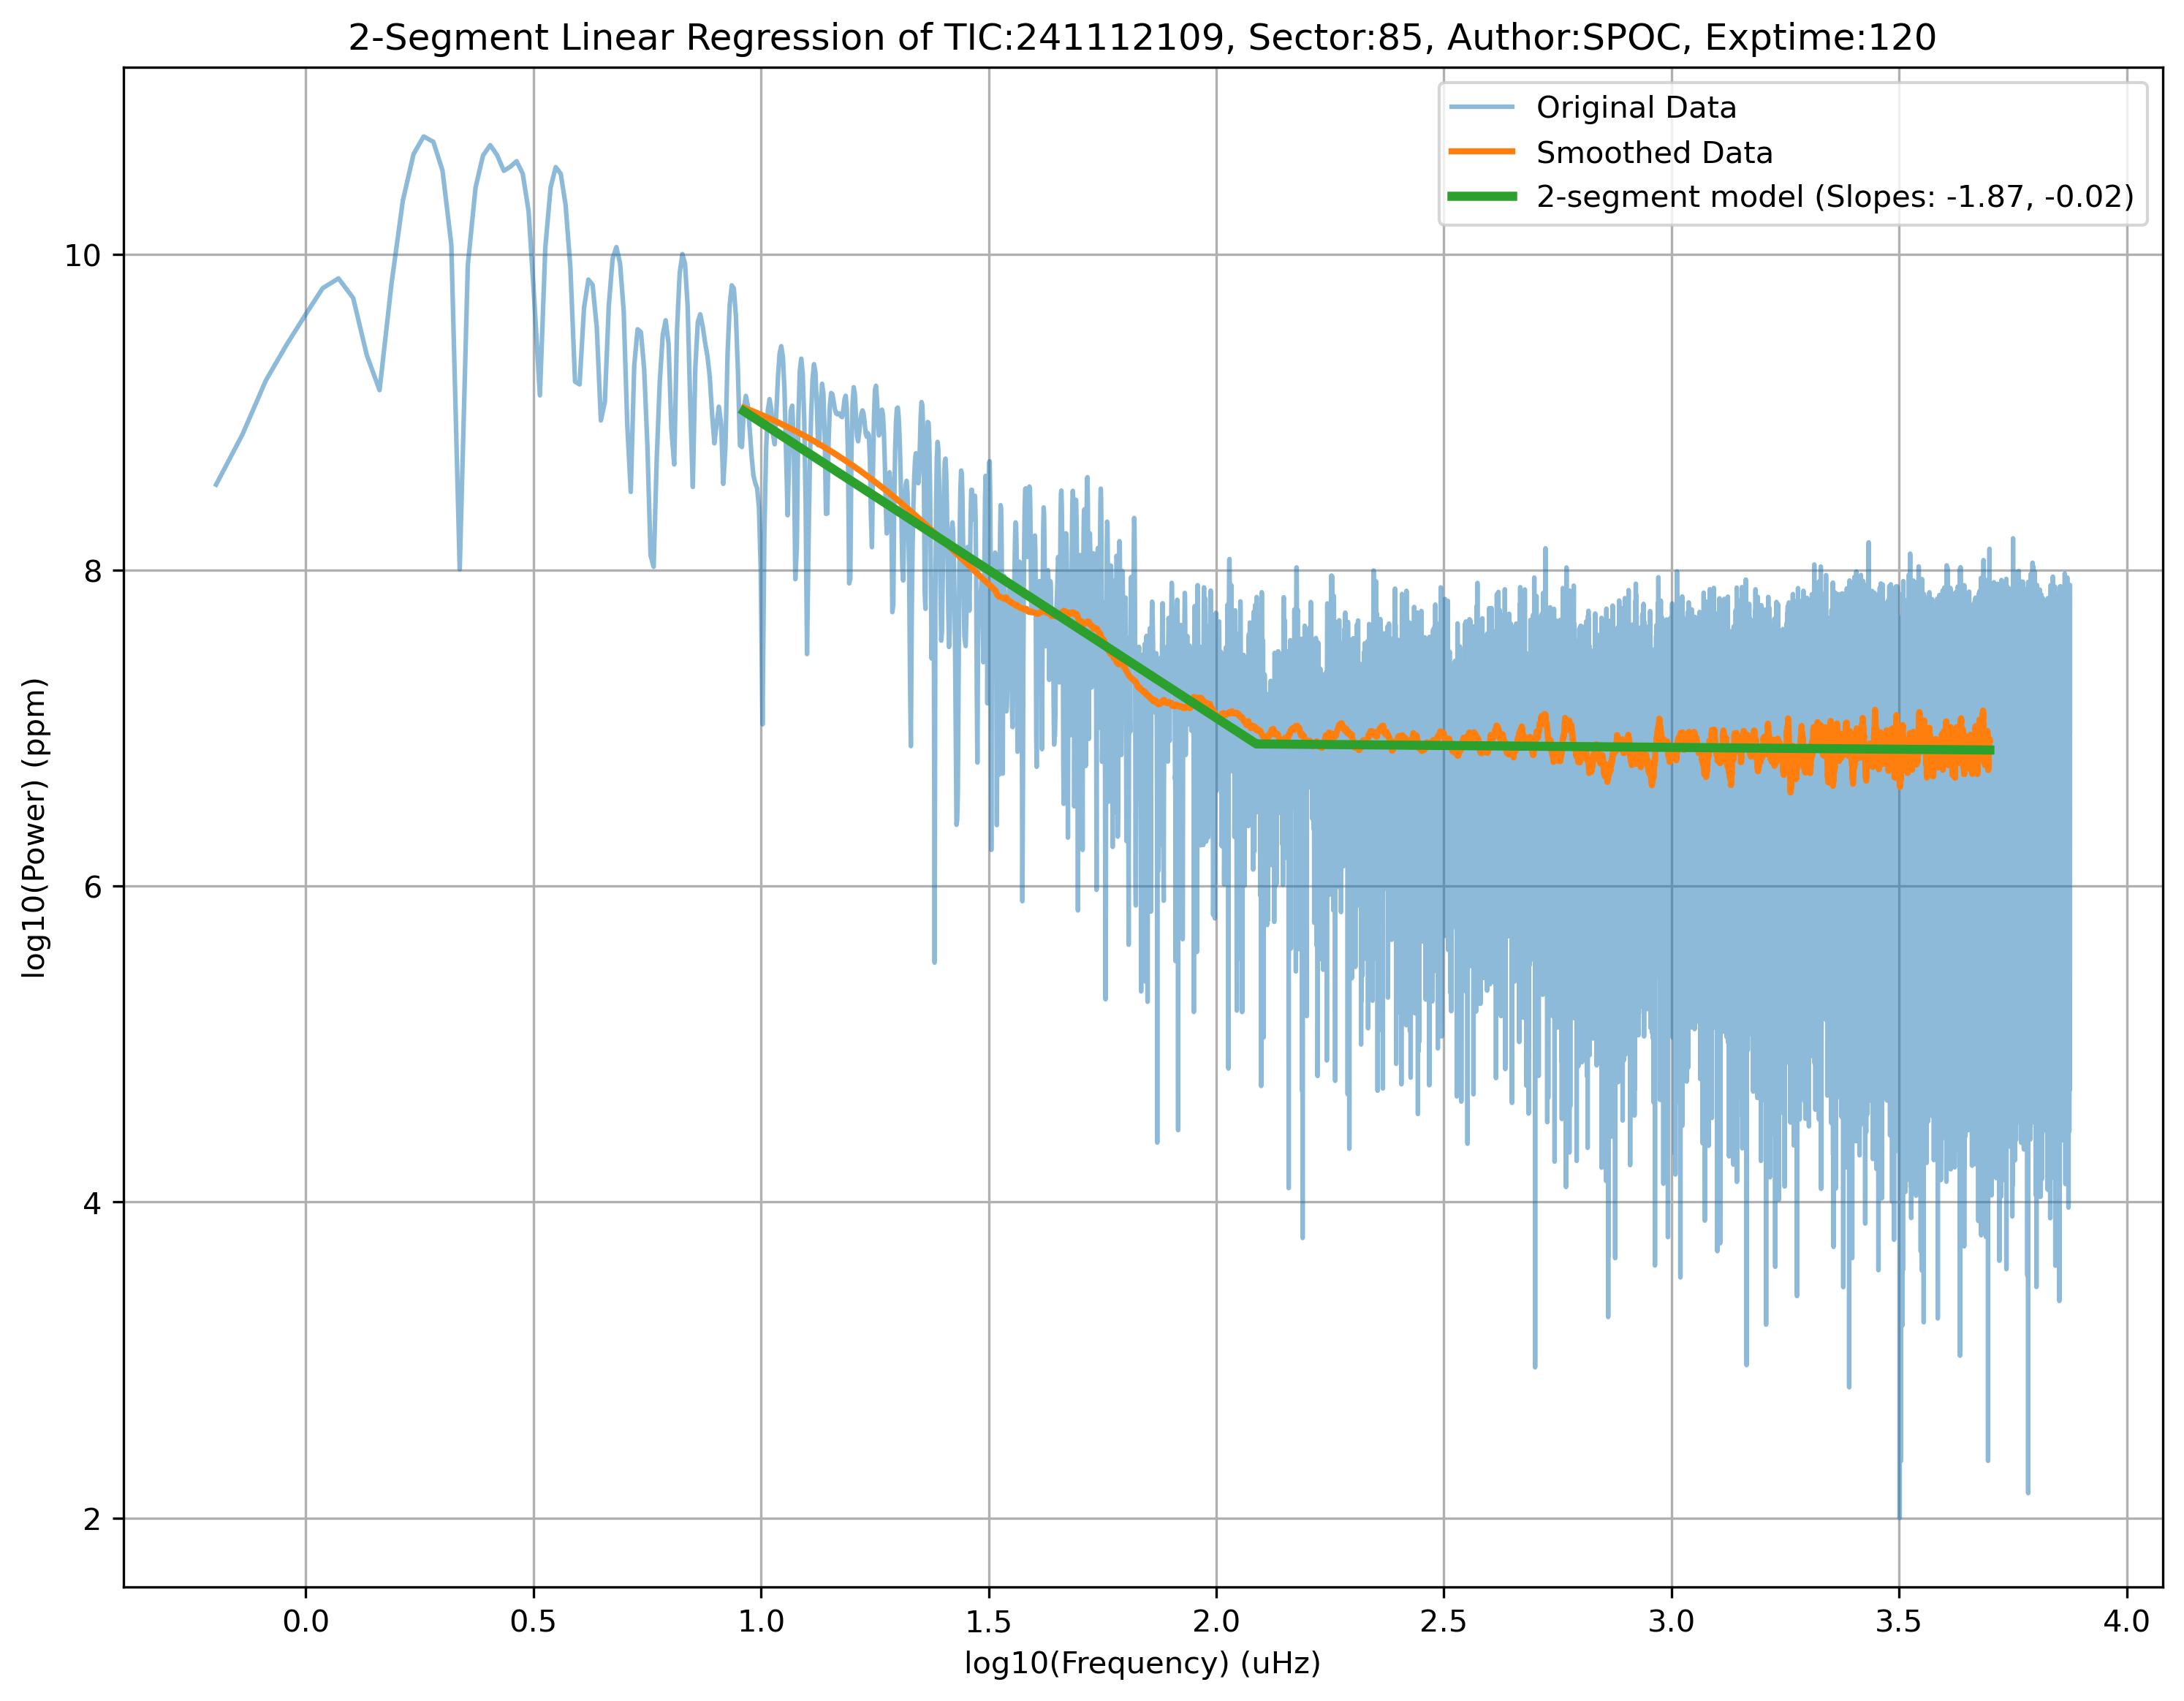 2-Segment Linear Regression of TIC:241112109, Sector:85, Author:SPOC, Exptime:120
Original Data
Smoothed Data
2-segment model (Slopes: -1.87, -0.02)
log10(Power) (ppm)
10
8
6
4
2
0.0 0.5 1.0 1.5 2.0 2.5 3.0 3.5 4.0
log10(Frequency) (uHz)